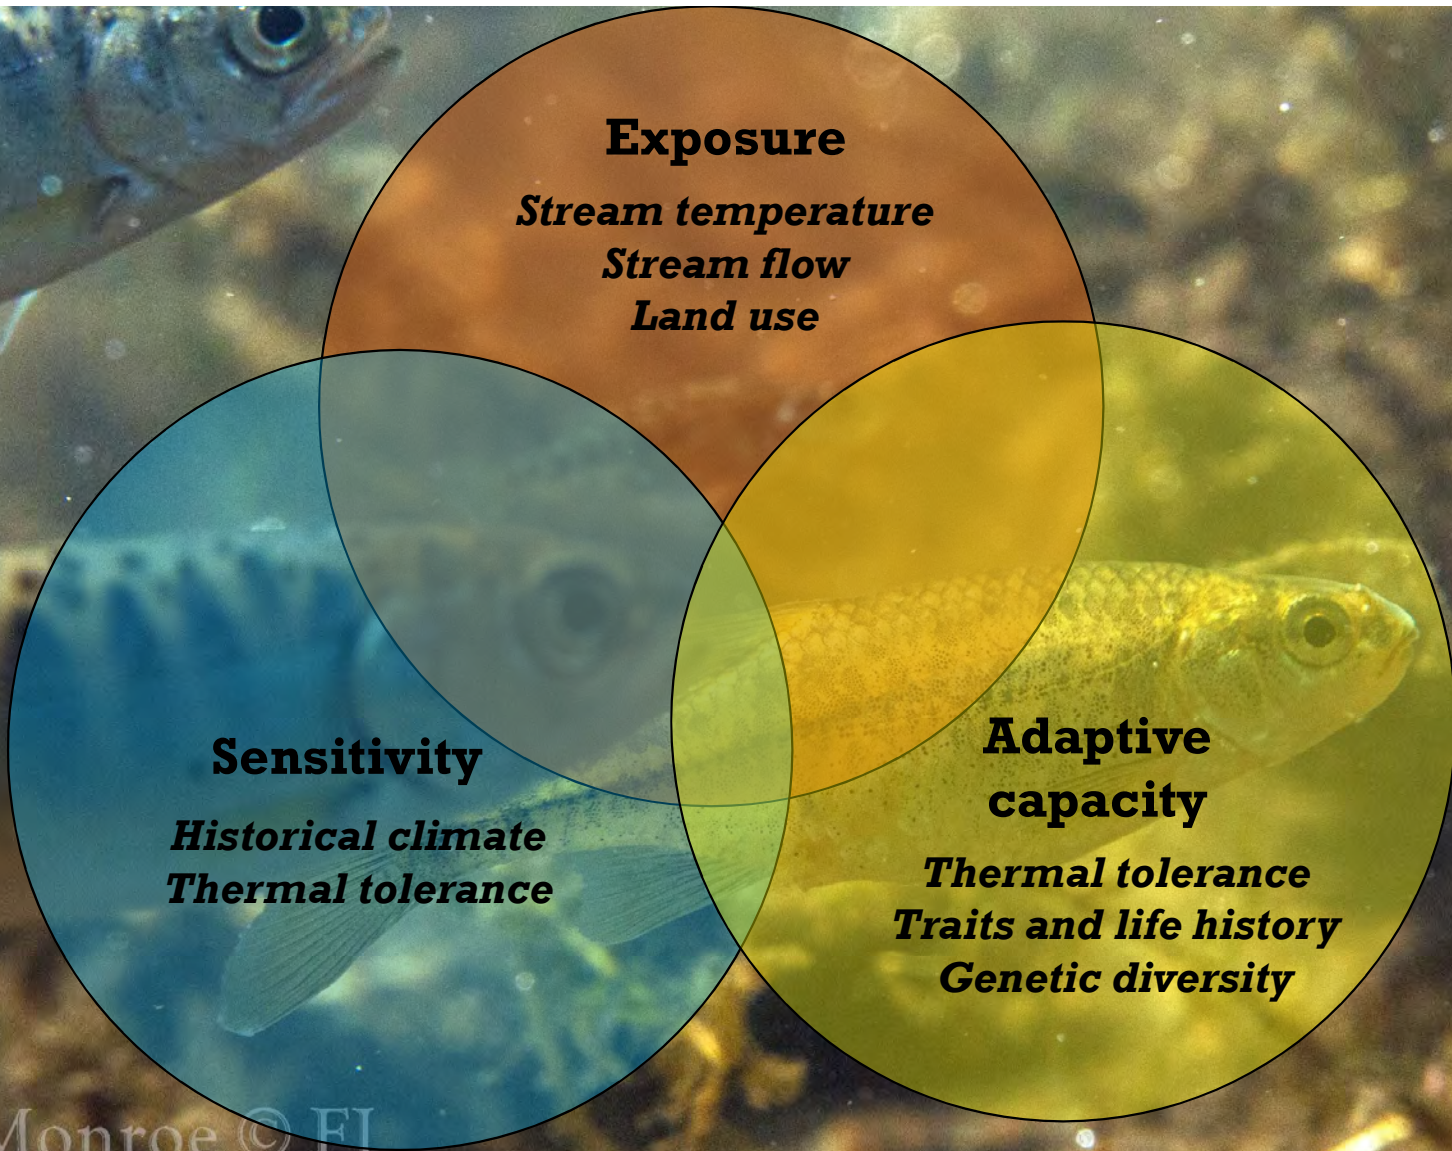 Exposure
Stream temperature
Stream flow
Land use
Sensitivity
Historical climate
Thermal tolerance
Adaptive
capacity
Thermal tolerance
Traits and life history
Genetic diversity
Monroe ©